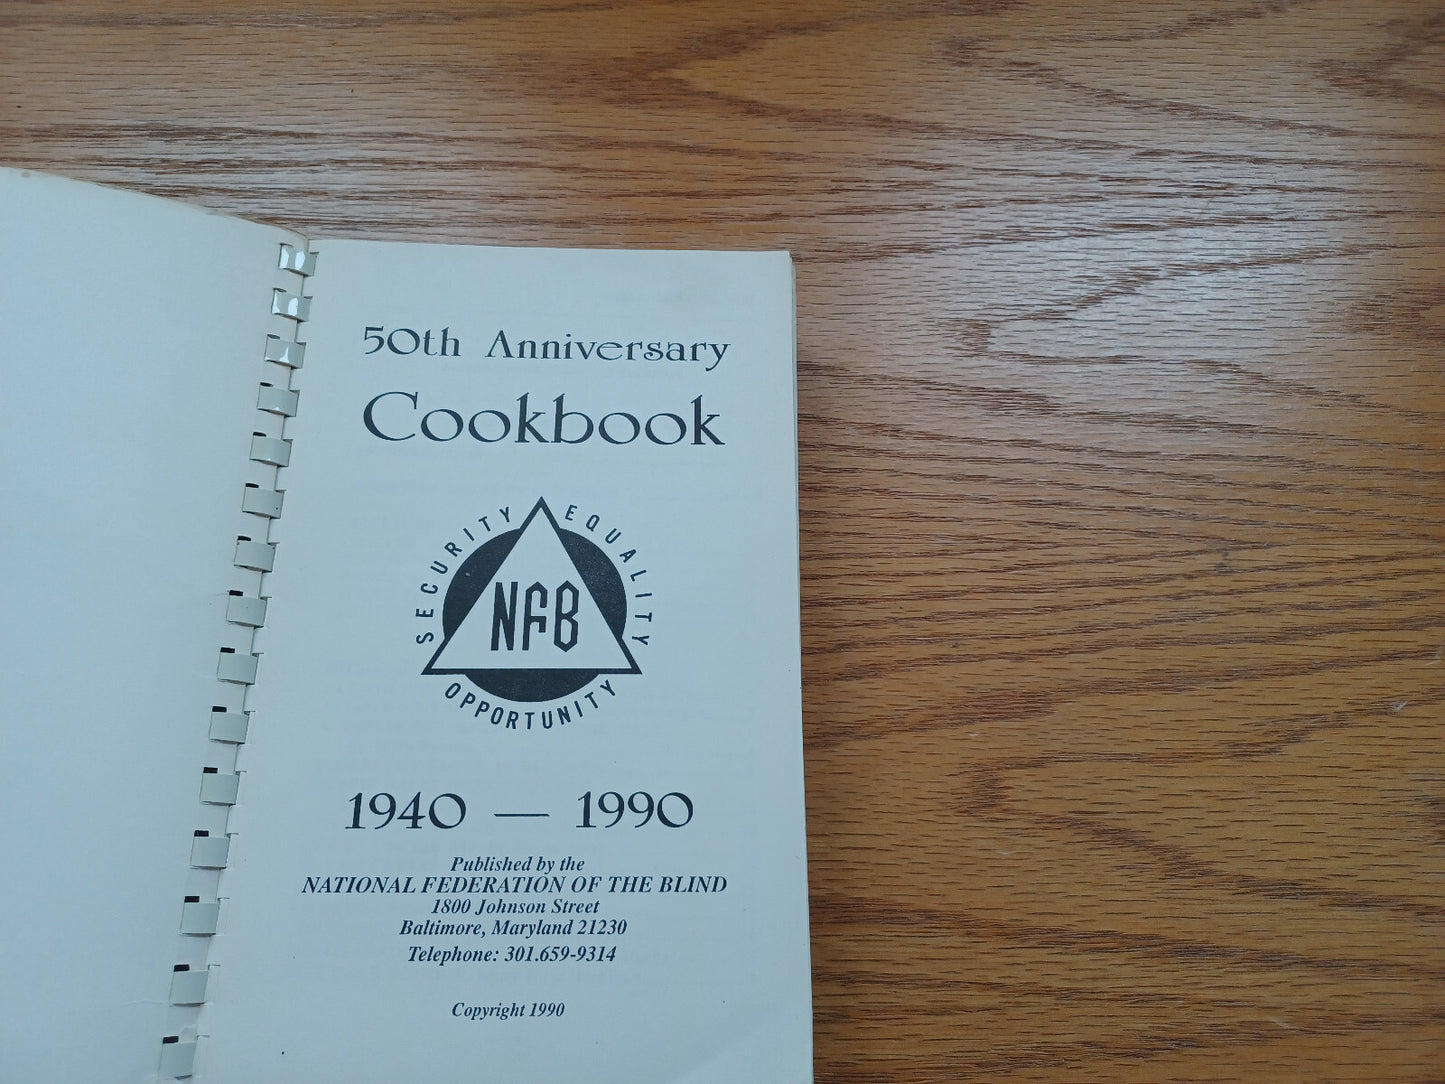 50th Anniversary
Cookbook
SECURITY EQUALITY
NFB
OPPORTUNITY
1940 — 1990
Published by the
NATIONAL FEDERATION OF THE BLIND
1800 Johnson Street
Baltimore, Maryland 21230
Telephone: 301.659-9314
Copyright 1990